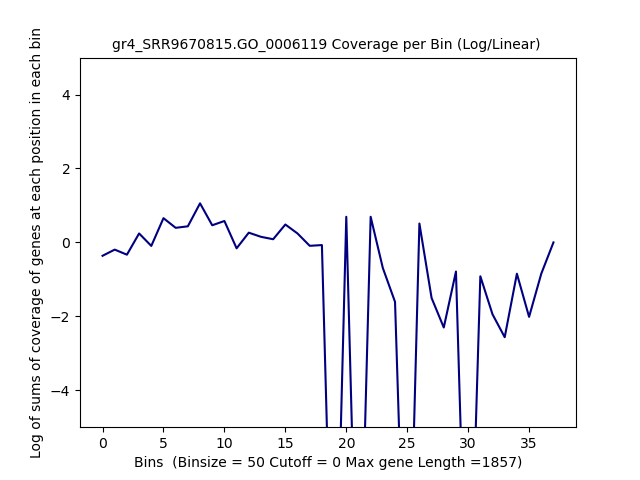 gr4_SRR9670815.GO_0006119 Coverage per Bin (Log/Linear)
Log of sums of coverage of genes at each position in each bin
4
2
0
−2
−4
0 5 10 15 20 25 30 35
Bins  (Binsize = 50 Cutoff = 0 Max gene Length =1857)